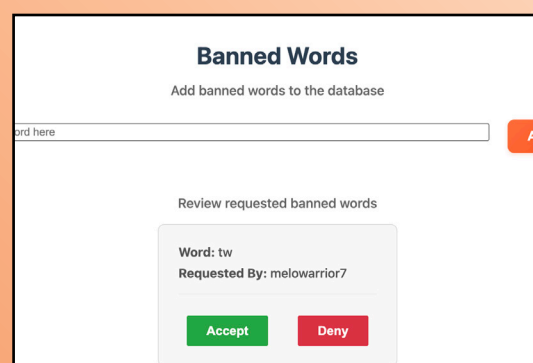 Banned Words
Add banned words to the database
ord here
A
Review requested banned words
Word: tw
Requested By: melowarrior7
Accept Deny